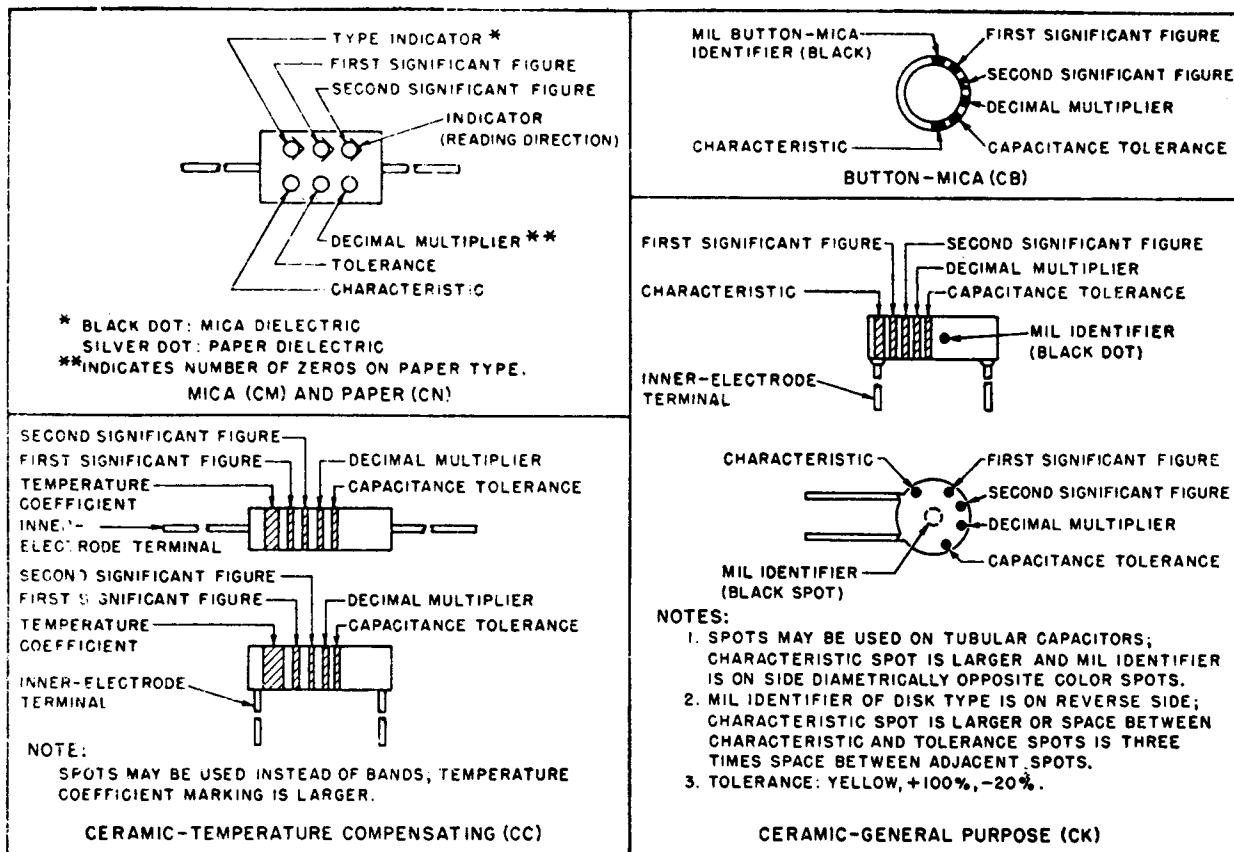 TYPE INDICATOR *
FIRST SIGNIFICANT FIGURE
SECOND SIGNIFICANT FIGURE
INDICATOR
(READING DIRECTION)
DECIMAL MULTIPLIER **
TOLERANCE
CHARACTERISTIC
* BLACK DOT: MICA DIELECTRIC
SILVER DOT: PAPER DIELECTRIC
**INDICATES NUMBER OF ZEROS ON PAPER TYPE.
MICA (CM) AND PAPER (CN)
MIL BUTTON-MICA
IDENTIFIER (BLACK)
FIRST SIGNIFICANT FIGURE
SECOND SIGNIFICANT FIGURE
DECIMAL MULTIPLIER
CHARACTERISTIC
CAPACITANCE TOLERANCE
BUTTON-MICA (CB)
SECOND SIGNIFICANT FIGURE
FIRST SIGNIFICANT FIGURE
DECIMAL MULTIPLIER
TEMPERATURE
COEFFICIENT
CAPACITANCE TOLERANCE
INNER-
ELECTRODE TERMINAL
SECOND SIGNIFICANT FIGURE
FIRST SIGNIFICANT FIGURE
DECIMAL MULTIPLIER
TEMPERATURE
COEFFICIENT
CAPACITANCE TOLERANCE
INNER-ELECTRODE
TERMINAL
NOTE:
SPOTS MAY BE USED INSTEAD OF BANDS; TEMPERATURE
COEFFICIENT MARKING IS LARGER.
CERAMIC-TEMPERATURE COMPENSATING (CC)
FIRST SIGNIFICANT FIGURE
SECOND SIGNIFICANT FIGURE
DECIMAL MULTIPLIER
CHARACTERISTIC
CAPACITANCE TOLERANCE
MIL IDENTIFIER
(BLACK DOT)
INNER-ELECTRODE
TERMINAL
CHARACTERISTIC
FIRST SIGNIFICANT FIGURE
SECOND SIGNIFICANT FIGURE
DECIMAL MULTIPLIER
CAPACITANCE TOLERANCE
MIL IDENTIFIER
(BLACK SPOT)
NOTES:
1. SPOTS MAY BE USED ON TUBULAR CAPACITORS;
CHARACTERISTIC SPOT IS LARGER AND MIL IDENTIFIER
IS ON SIDE DIAMETRICALLY OPPOSITE COLOR SPOTS.
2. MIL IDENTIFIER OF DISK TYPE IS ON REVERSE SIDE;
CHARACTERISTIC SPOT IS LARGER OR SPACE BETWEEN
CHARACTERISTIC AND TOLERANCE SPOTS IS THREE
TIMES SPACE BETWEEN ADJACENT SPOTS.
3. TOLERANCE: YELLOW, +100%, -20%.
CERAMIC-GENERAL PURPOSE (CK)